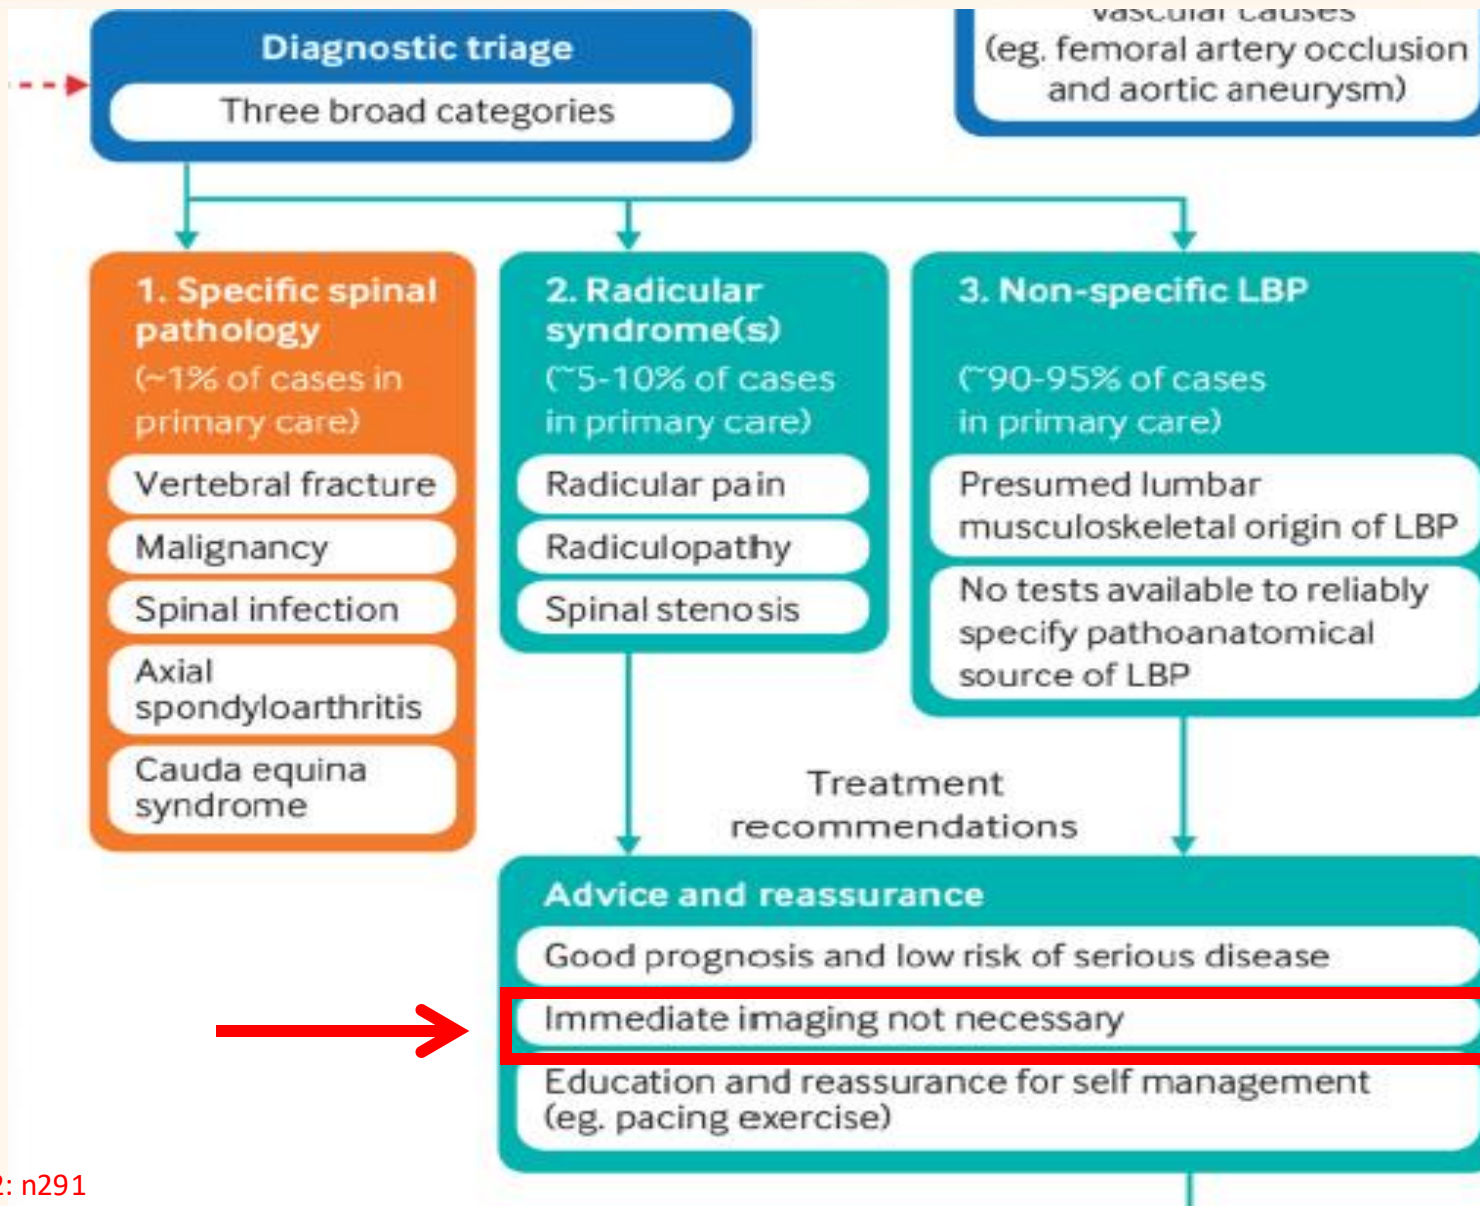 Diagnostic triage
Three broad categories
vascular causes
(eg. femoral artery occlusion
and aortic aneurysm)
1. Specific spinal
pathology
(~1% of cases in
primary care)
Vertebral fracture
Malignancy
Spinal infection
Axial
spondyloarthritis
Cauda equina
syndrome
2. Radicular
syndrome(s)
(~5-10% of cases
in primary care)
Radicular pain
Radiculopathy
Spinal stenosis
3. Non-specific LBP
(~90-95% of cases
in primary care)
Presumed lumbar
musculoskeletal origin of LBP
No tests available to reliably
specify pathoanatomical
source of LBP
Treatment
recommendations
Advice and reassurance
Good prognosis and low risk of serious disease
Immediate imaging not necessary
Education and reassurance for self management
(eg. pacing exercise)
2: n291